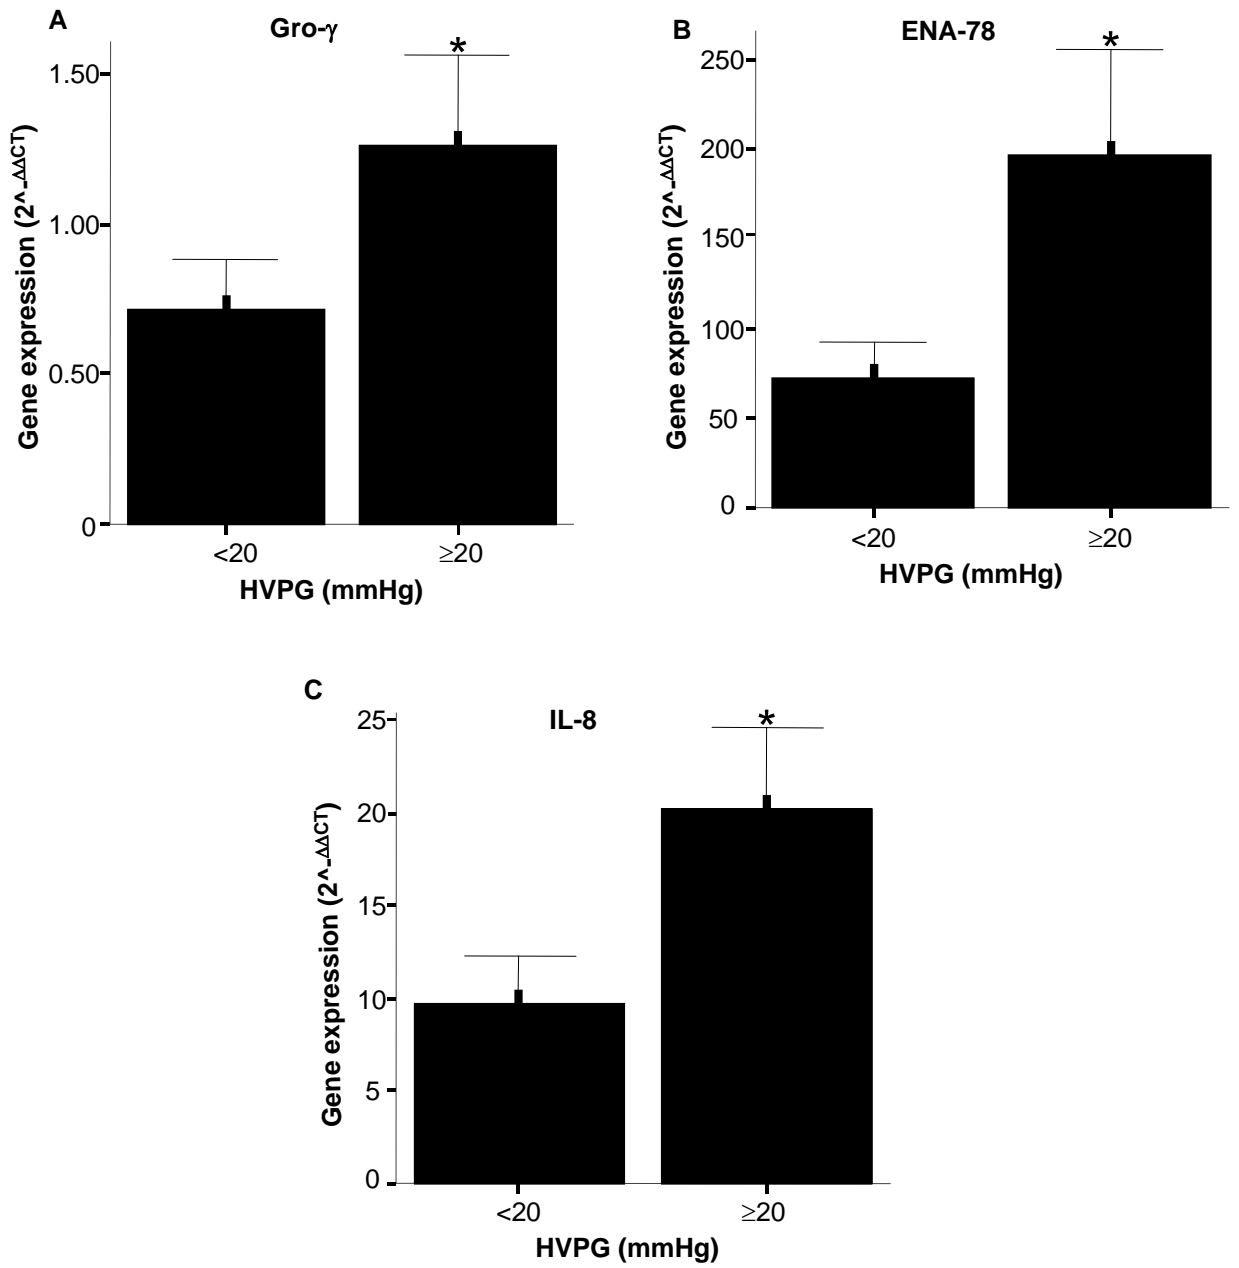 A
Gro-γ
*
1.50
1.00
0.50
0
Gene expression (2^-ΔΔCT)
<20
≥20
HVPG (mmHg)
B
ENA-78
*
250
200
150
100
50
0
Gene expression (2^-ΔΔCT)
<20
≥20
HVPG (mmHg)
C
IL-8
*
25
20
15
10
5
0
Gene expression (2^-ΔΔCT)
<20
≥20
HVPG (mmHg)